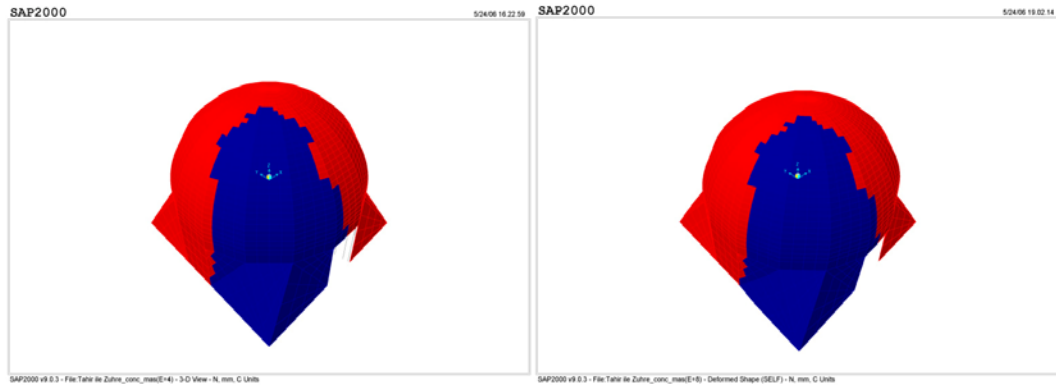 SAP2000
5/24/06 16:22:59
SAP2000
5/24/06 19:02:14
SAP2000 v9.0.3 - File:Tahir ile Zuhre_conc_mas(E+4) - 3-D View - N, mm, C Units
SAP2000 v9.0.3 - File:Tahir ile Zuhre_conc_mas(E+8) - Deformed Shape (SELF) - N, mm, C Units